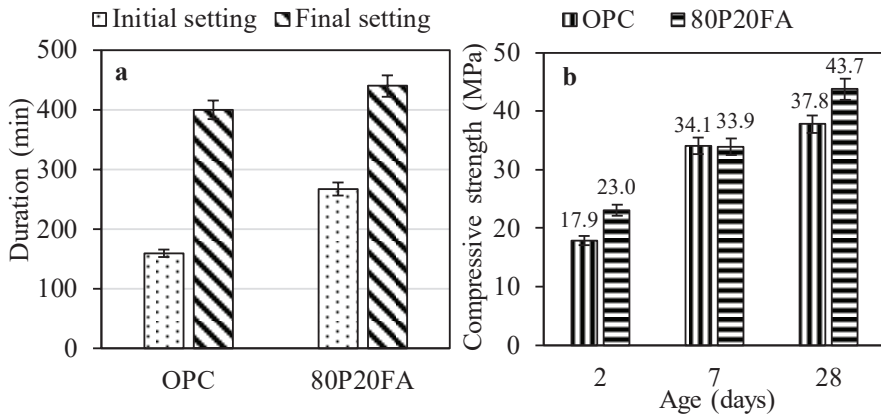 Initial setting Final setting
a
Duration (min)
500
400
300
200
100
0
OPC 80P20FA
OPC 80P20FA
b
Compressive strength (MPa)
50
40
30
20
10
0
17.9 23.0 34.1 33.9 37.8 43.7
2 7 28
Age (days)